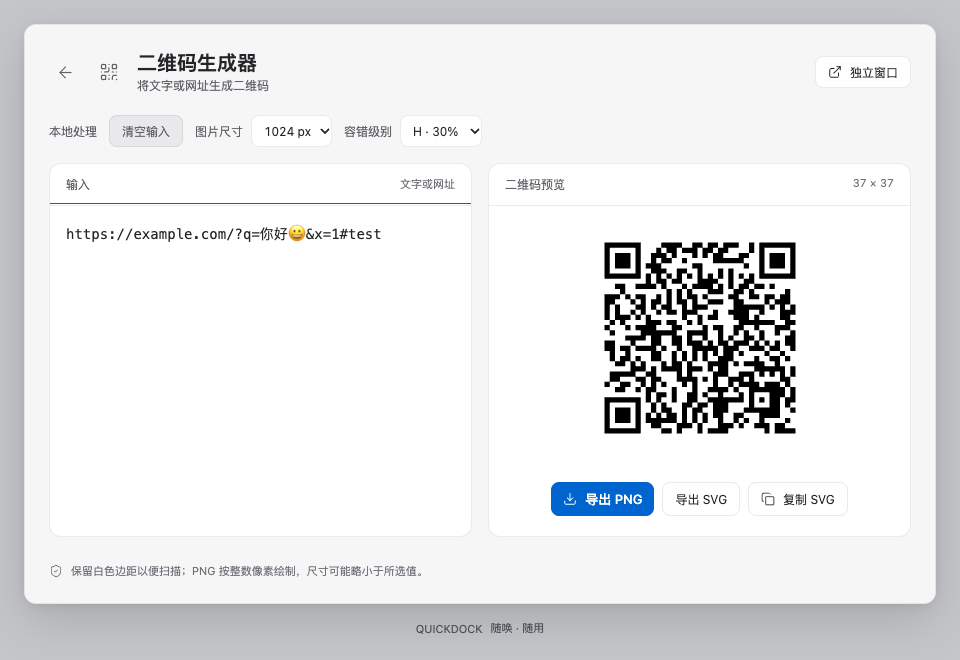 二维码生成器
将文字或网址生成二维码
独立窗口
本地处理 清空输入 图片尺寸 1024 px 容错级别 H · 30%
输入 文字或网址
二维码预览 37 × 37
https://example.com/?q=你好😀&x=1#test
导出 PNG 导出 SVG 复制 SVG
保留白色边距以便扫描；PNG 按整数像素绘制，尺寸可能略小于所选值。
QUICKDOCK 随唤 · 随用